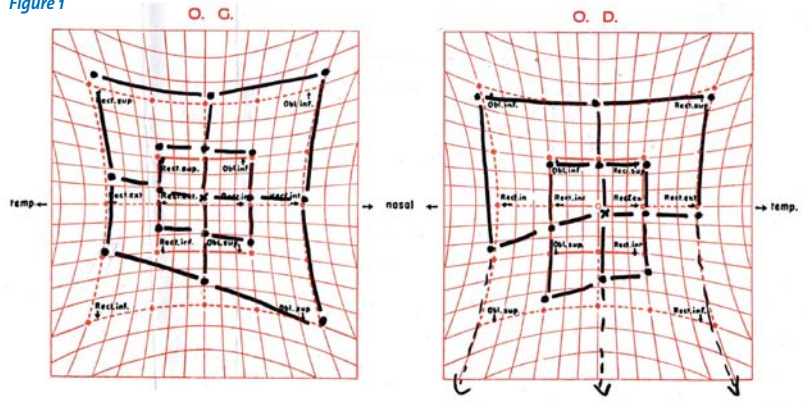 Figure 1
O. G.
O. D.
Rect.sup
Obl.inf.
Obl.inf.
Rect.sup
Rect.sup.
Obl.inf
Obl.inf.
Rect.sup
temp.
Rect.ext
Rect.ext.
Rect.int
nasal
Rect.in
Rect.int
Rect.ext
Rect.ext
temp.
Rect.inf.
Obl.sup.
Obl.sup
Rect.inf
Rect.inf.
Obl.sup
Obl.sup
Rect.inf.